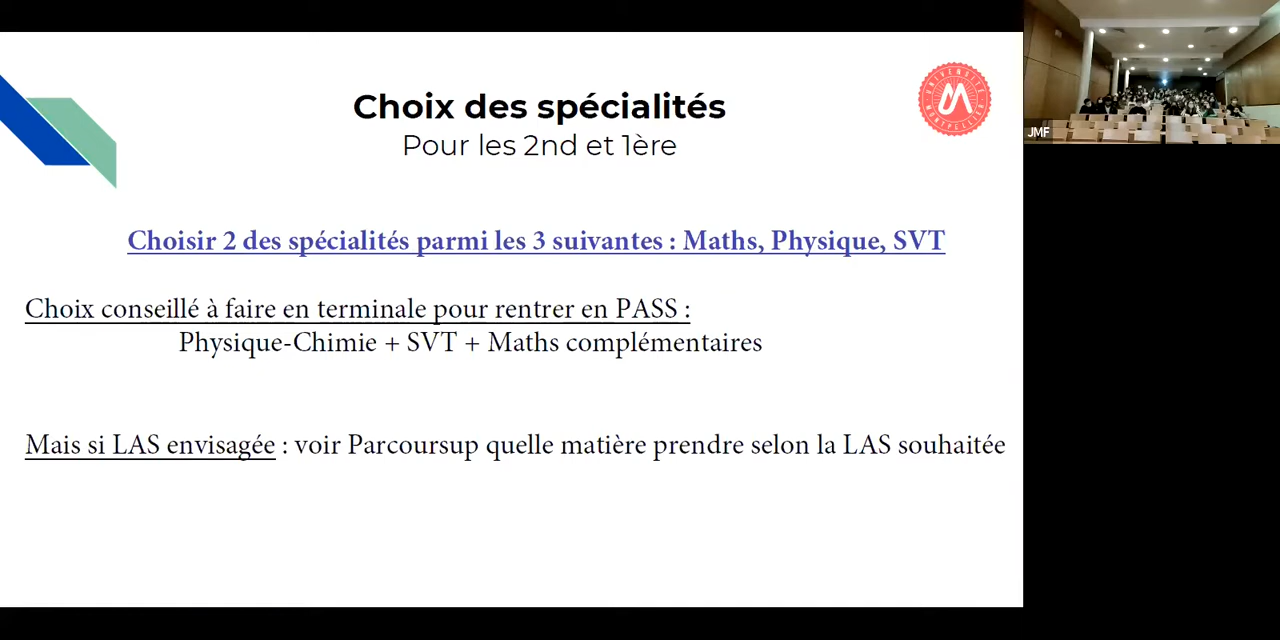 Choix des spécialités
Pour les 2nd et 1ère
UNIVERSITÉ
MONTPELLIER
JMF
Choisir 2 des spécialités parmi les 3 suivantes : Maths, Physique, SVT
Choix conseillé à faire en terminale pour rentrer en PASS :
Physique-Chimie + SVT + Maths complémentaires
Mais si LAS envisagée : voir Parcoursup quelle matière prendre selon la LAS souhaitée